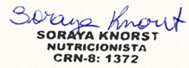 Soraya Knorst
SORAYA KNORST
NUTRICIONISTA
CRN-8: 1372